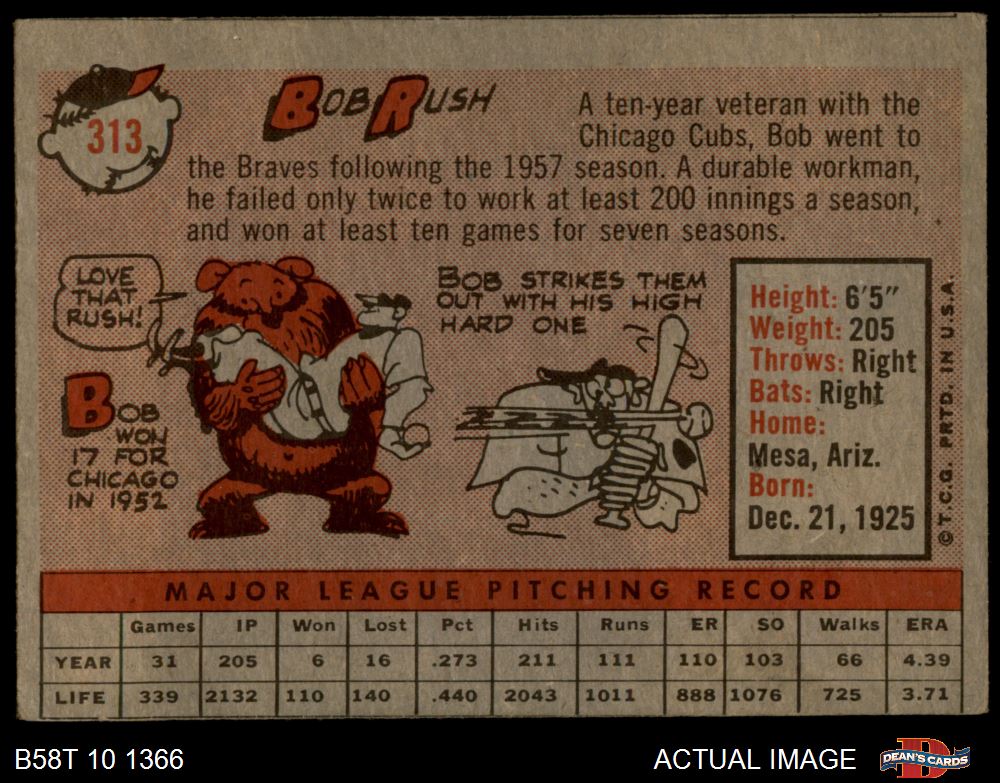 313
BOB RUSH
A ten-year veteran with the
Chicago Cubs, Bob went to
the Braves following the 1957 season. A durable workman,
he failed only twice to work at least 200 innings a season,
and won at least ten games for seven seasons.
LOVE
THAT
RUSH!
BOB
WON
17 FOR
CHICAGO
IN 1952
BOB STRIKES THEM
OUT WITH HIS HIGH
HARD ONE
Height: 6'5"
Weight: 205
Throws: Right
Bats: Right
Home:
Mesa, Ariz.
Born:
Dec. 21, 1925
© T.C.G. PRTD. IN U.S.A.
MAJOR LEAGUE PITCHING RECORD
Games IP Won Lost Pct Hits Runs ER SO Walks ERA
YEAR 31 205 6 16 .273 211 111 110 103 66 4.39
LIFE 339 2132 110 140 .440 2043 1011 888 1076 725 3.71
B58T 10 1366
ACTUAL IMAGE
D
DEAN'S CARDS